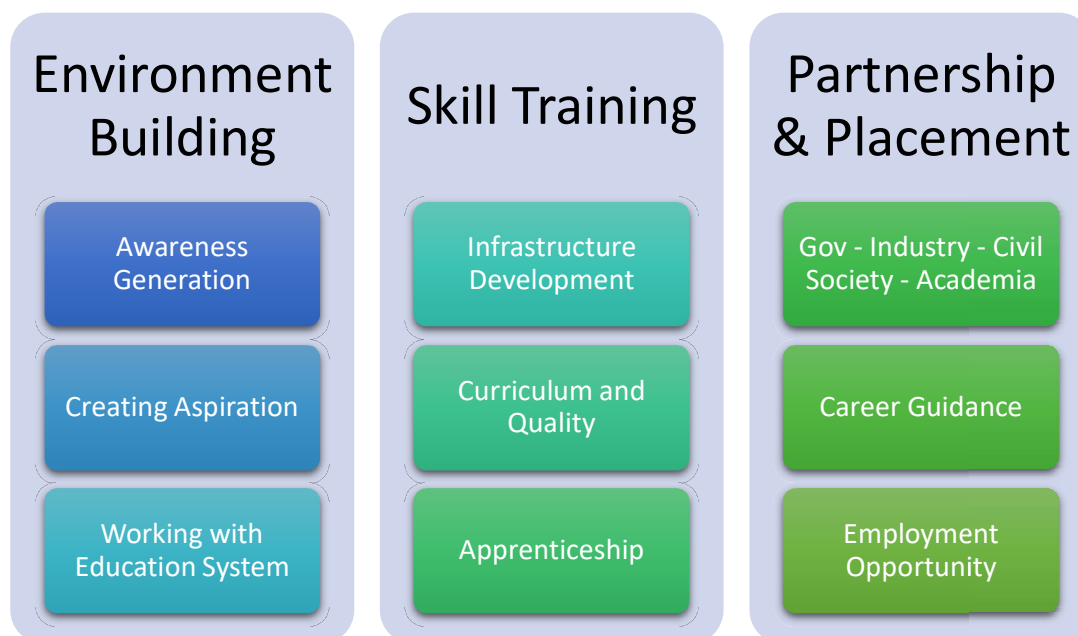 Environment
Building
Awareness
Generation
Creating Aspiration
Working with
Education System
Skill Training
Infrastructure
Development
Curriculum and
Quality
Apprenticeship
Partnership
& Placement
Gov - Industry - Civil
Society - Academia
Career Guidance
Employment
Opportunity